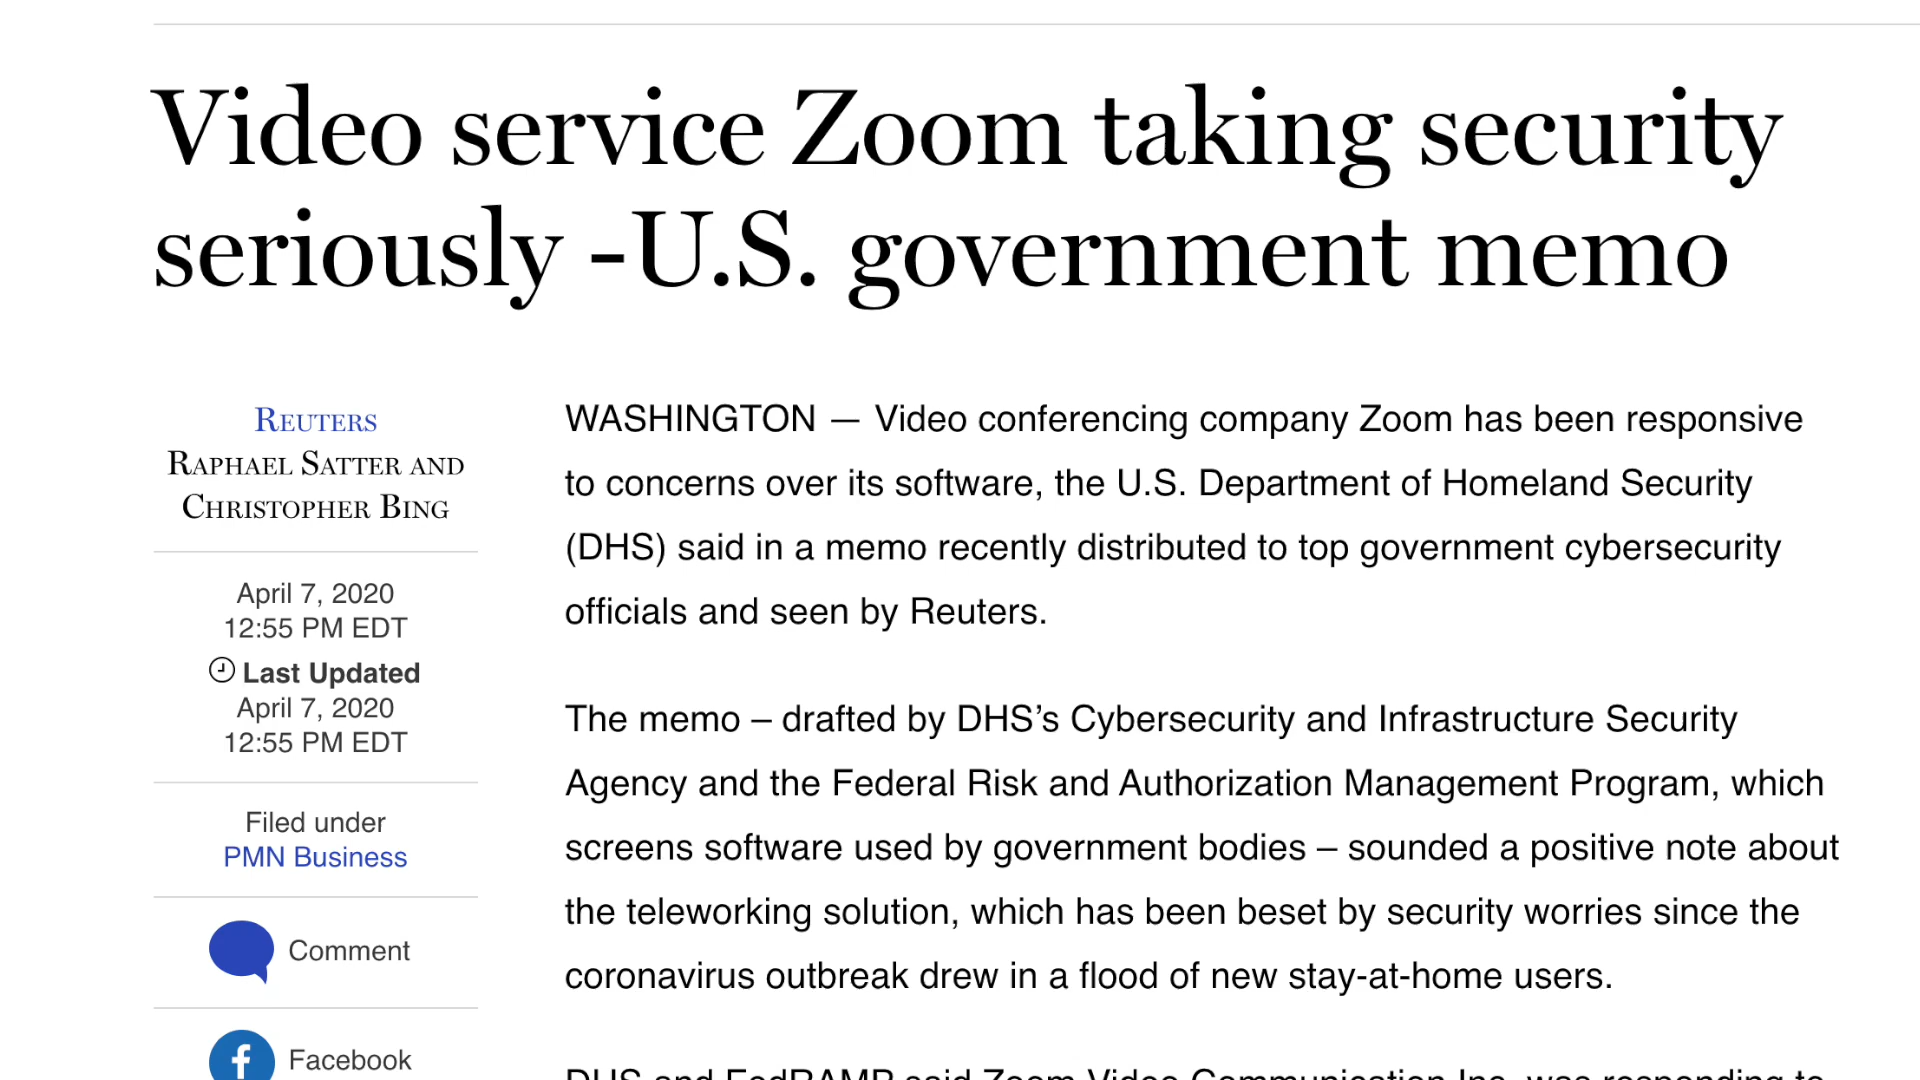 Video service Zoom taking security
seriously -U.S. government memo
REUTERS
RAPHAEL SATTER AND
CHRISTOPHER BING
April 7, 2020
12:55 PM EDT
Last Updated
April 7, 2020
12:55 PM EDT
Filed under
PMN Business
Comment
Facebook
WASHINGTON — Video conferencing company Zoom has been responsive
to concerns over its software, the U.S. Department of Homeland Security
(DHS) said in a memo recently distributed to top government cybersecurity
officials and seen by Reuters.
The memo – drafted by DHS’s Cybersecurity and Infrastructure Security
Agency and the Federal Risk and Authorization Management Program, which
screens software used by government bodies – sounded a positive note about
the teleworking solution, which has been beset by security worries since the
coronavirus outbreak drew in a flood of new stay-at-home users.
DHS and FedRAMP said Zoom Video Communication Inc. was responding to